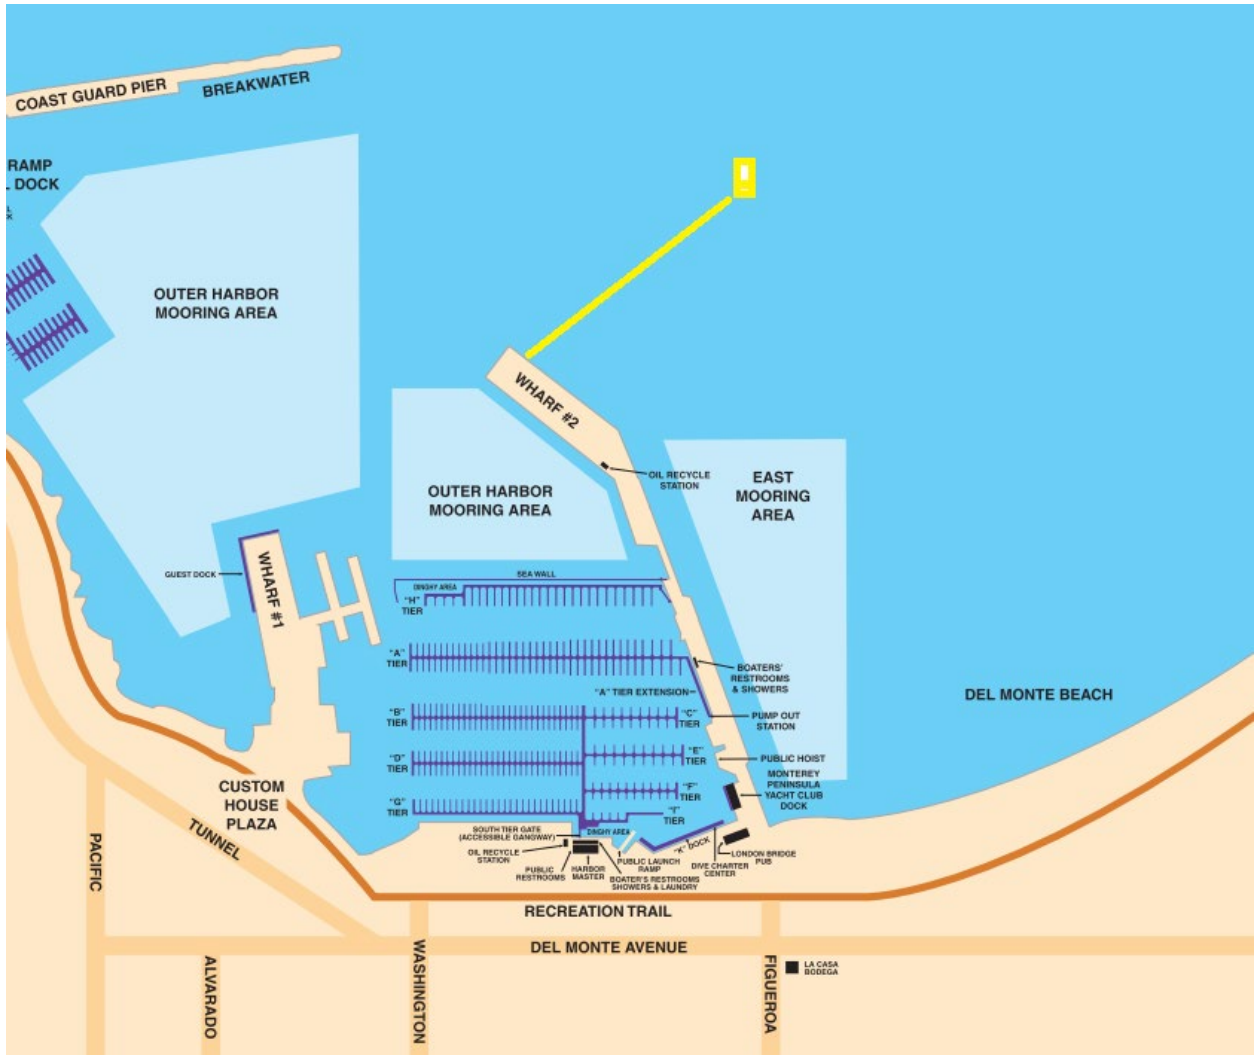 COAST GUARD PIER
BREAKWATER
RAMP
L DOCK
OUTER HARBOR
MOORING AREA
WHARF #2
OIL RECYCLE
STATION
OUTER HARBOR
MOORING AREA
EAST
MOORING
AREA
GUEST DOCK
WHARF #1
SEA WALL
DINGHY AREA
"H"
TIER
"A"
TIER
BOATERS'
RESTROOMS
& SHOWERS
"A" TIER EXTENSION
DEL MONTE BEACH
"B"
TIER
"C"
TIER
PUMP OUT
STATION
"D"
TIER
"E"
TIER
PUBLIC HOIST
MONTEREY
PENINSULA
YACHT CLUB
DOCK
CUSTOM
HOUSE
PLAZA
"F"
TIER
"G"
TIER
"I"
TIER
TUNNEL
SOUTH TIER GATE
(ACCESSIBLE GANGWAY)
DINGHY AREA
"K" DOCK
OIL RECYCLE
STATION
PUBLIC
RESTROOMS
HARBOR
MASTER
PUBLIC LAUNCH
RAMP
BOATER'S RESTROOMS
SHOWERS & LAUNDRY
DIVE CHARTER
CENTER
LONDON BRIDGE
PUB
PACIFIC
RECREATION TRAIL
DEL MONTE AVENUE
ALVARADO
WASHINGTON
FIGUEROA
LA CASA
BODEGA